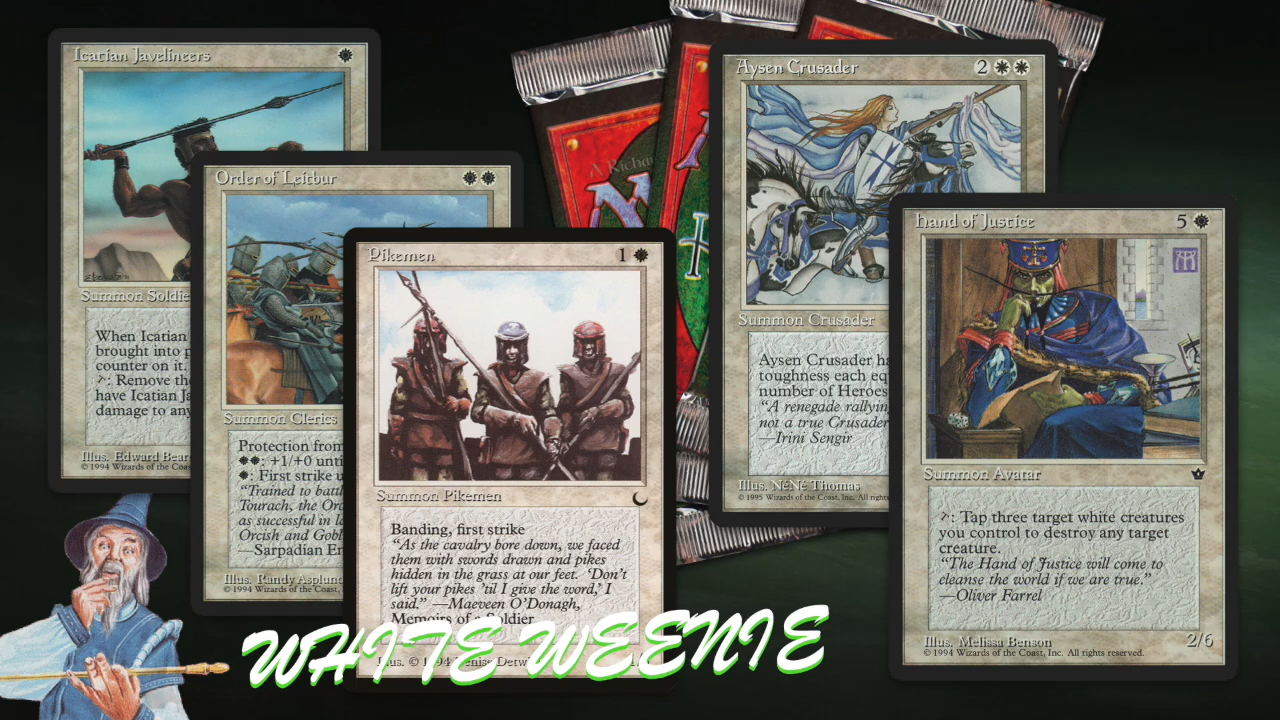 Icatian Javelineers
Summon Soldie
When Icatian
brought into p
counter on it.
: Remove the
have Icatian Ja
damage to any
Illus. Edward Bear
© 1994 Wizards of the Coas
Order of Leitbur
Summon Clerics
Protection from
: +1/+0 unti
: First strike u
"Trained to battl
Tourach, the Ord
as successful in la
Orcish and Gobl
—Sarpadian Em
Illus. Randy Asplund
© 1994 Wizards of the Coast,
Pikemen
1
Summon Pikemen
Banding, first strike
"As the cavalry bore down, we faced
them with swords drawn and pikes
hidden in the grass at our feet. 'Don't
lift your pikes 'til I give the word,' I
said." —Maeveen O'Donagh,
Memoirs of a Soldier
Illus. © 1994 Denise Detwi
A Richar
Aysen Crusader
2
Summon Crusader
Aysen Crusader ha
toughness each eq
number of Heroes
"A renegade rallyin
not a true Crusader
—Irini Sengir
Illus. NéNé Thomas
© 1995 Wizards of the Coast, Inc. All rights
Hand of Justice
5
Summon Avatar
: Tap three target white creatures
you control to destroy any target
creature.
"The Hand of Justice will come to
cleanse the world if we are true."
—Oliver Farrel
Illus. Melissa Benson
2/6
© 1994 Wizards of the Coast, Inc. All rights reserved.
WHITE WEENIE